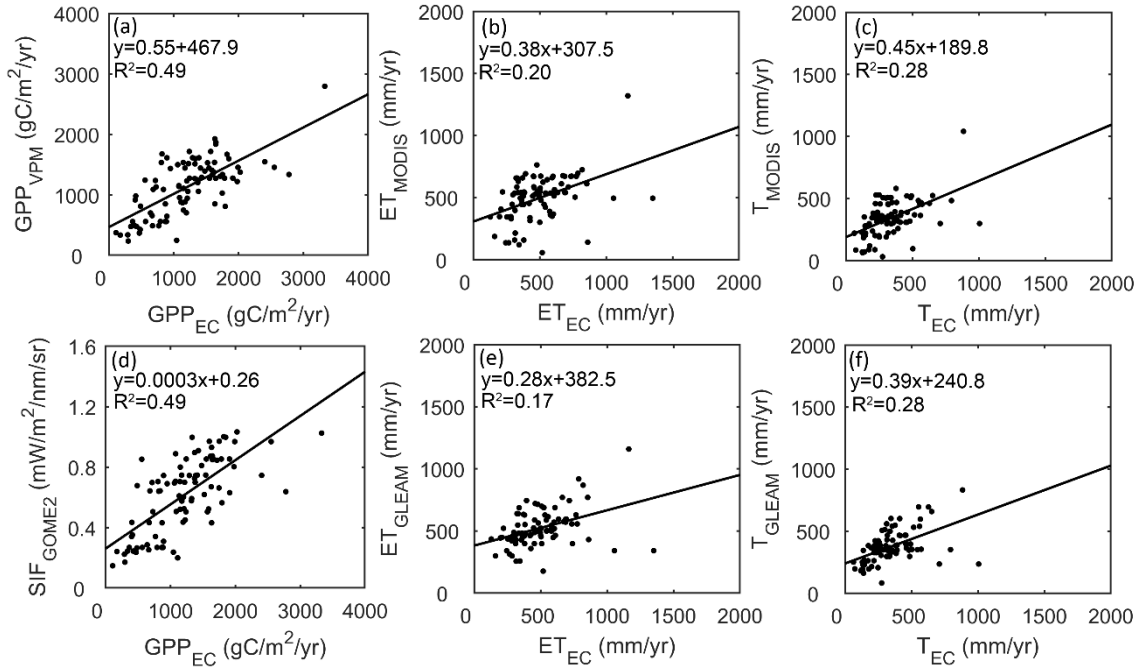 (a)
y=0.55+467.9
R²=0.49
4000
3000
2000
1000
0
GPP_VPM (gC/m²/yr)
0 1000 2000 3000 4000
GPP_EC (gC/m²/yr)
(b)
y=0.38x+307.5
R²=0.20
2000
1500
1000
500
0
ET_MODIS (mm/yr)
0 500 1000 1500 2000
ET_EC (mm/yr)
(c)
y=0.45x+189.8
R²=0.28
2000
1500
1000
500
0
T_MODIS (mm/yr)
0 500 1000 1500 2000
T_EC (mm/yr)
(d)
y=0.0003x+0.26
R²=0.49
1.6
1.2
0.8
0.4
0
SIF_GOME2 (mW/m²/nm/sr)
0 1000 2000 3000 4000
GPP_EC (gC/m²/yr)
(e)
y=0.28x+382.5
R²=0.17
2000
1500
1000
500
0
ET_GLEAM (mm/yr)
0 500 1000 1500 2000
ET_EC (mm/yr)
(f)
y=0.39x+240.8
R²=0.28
2000
1500
1000
500
0
T_GLEAM (mm/yr)
0 500 1000 1500 2000
T_EC (mm/yr)